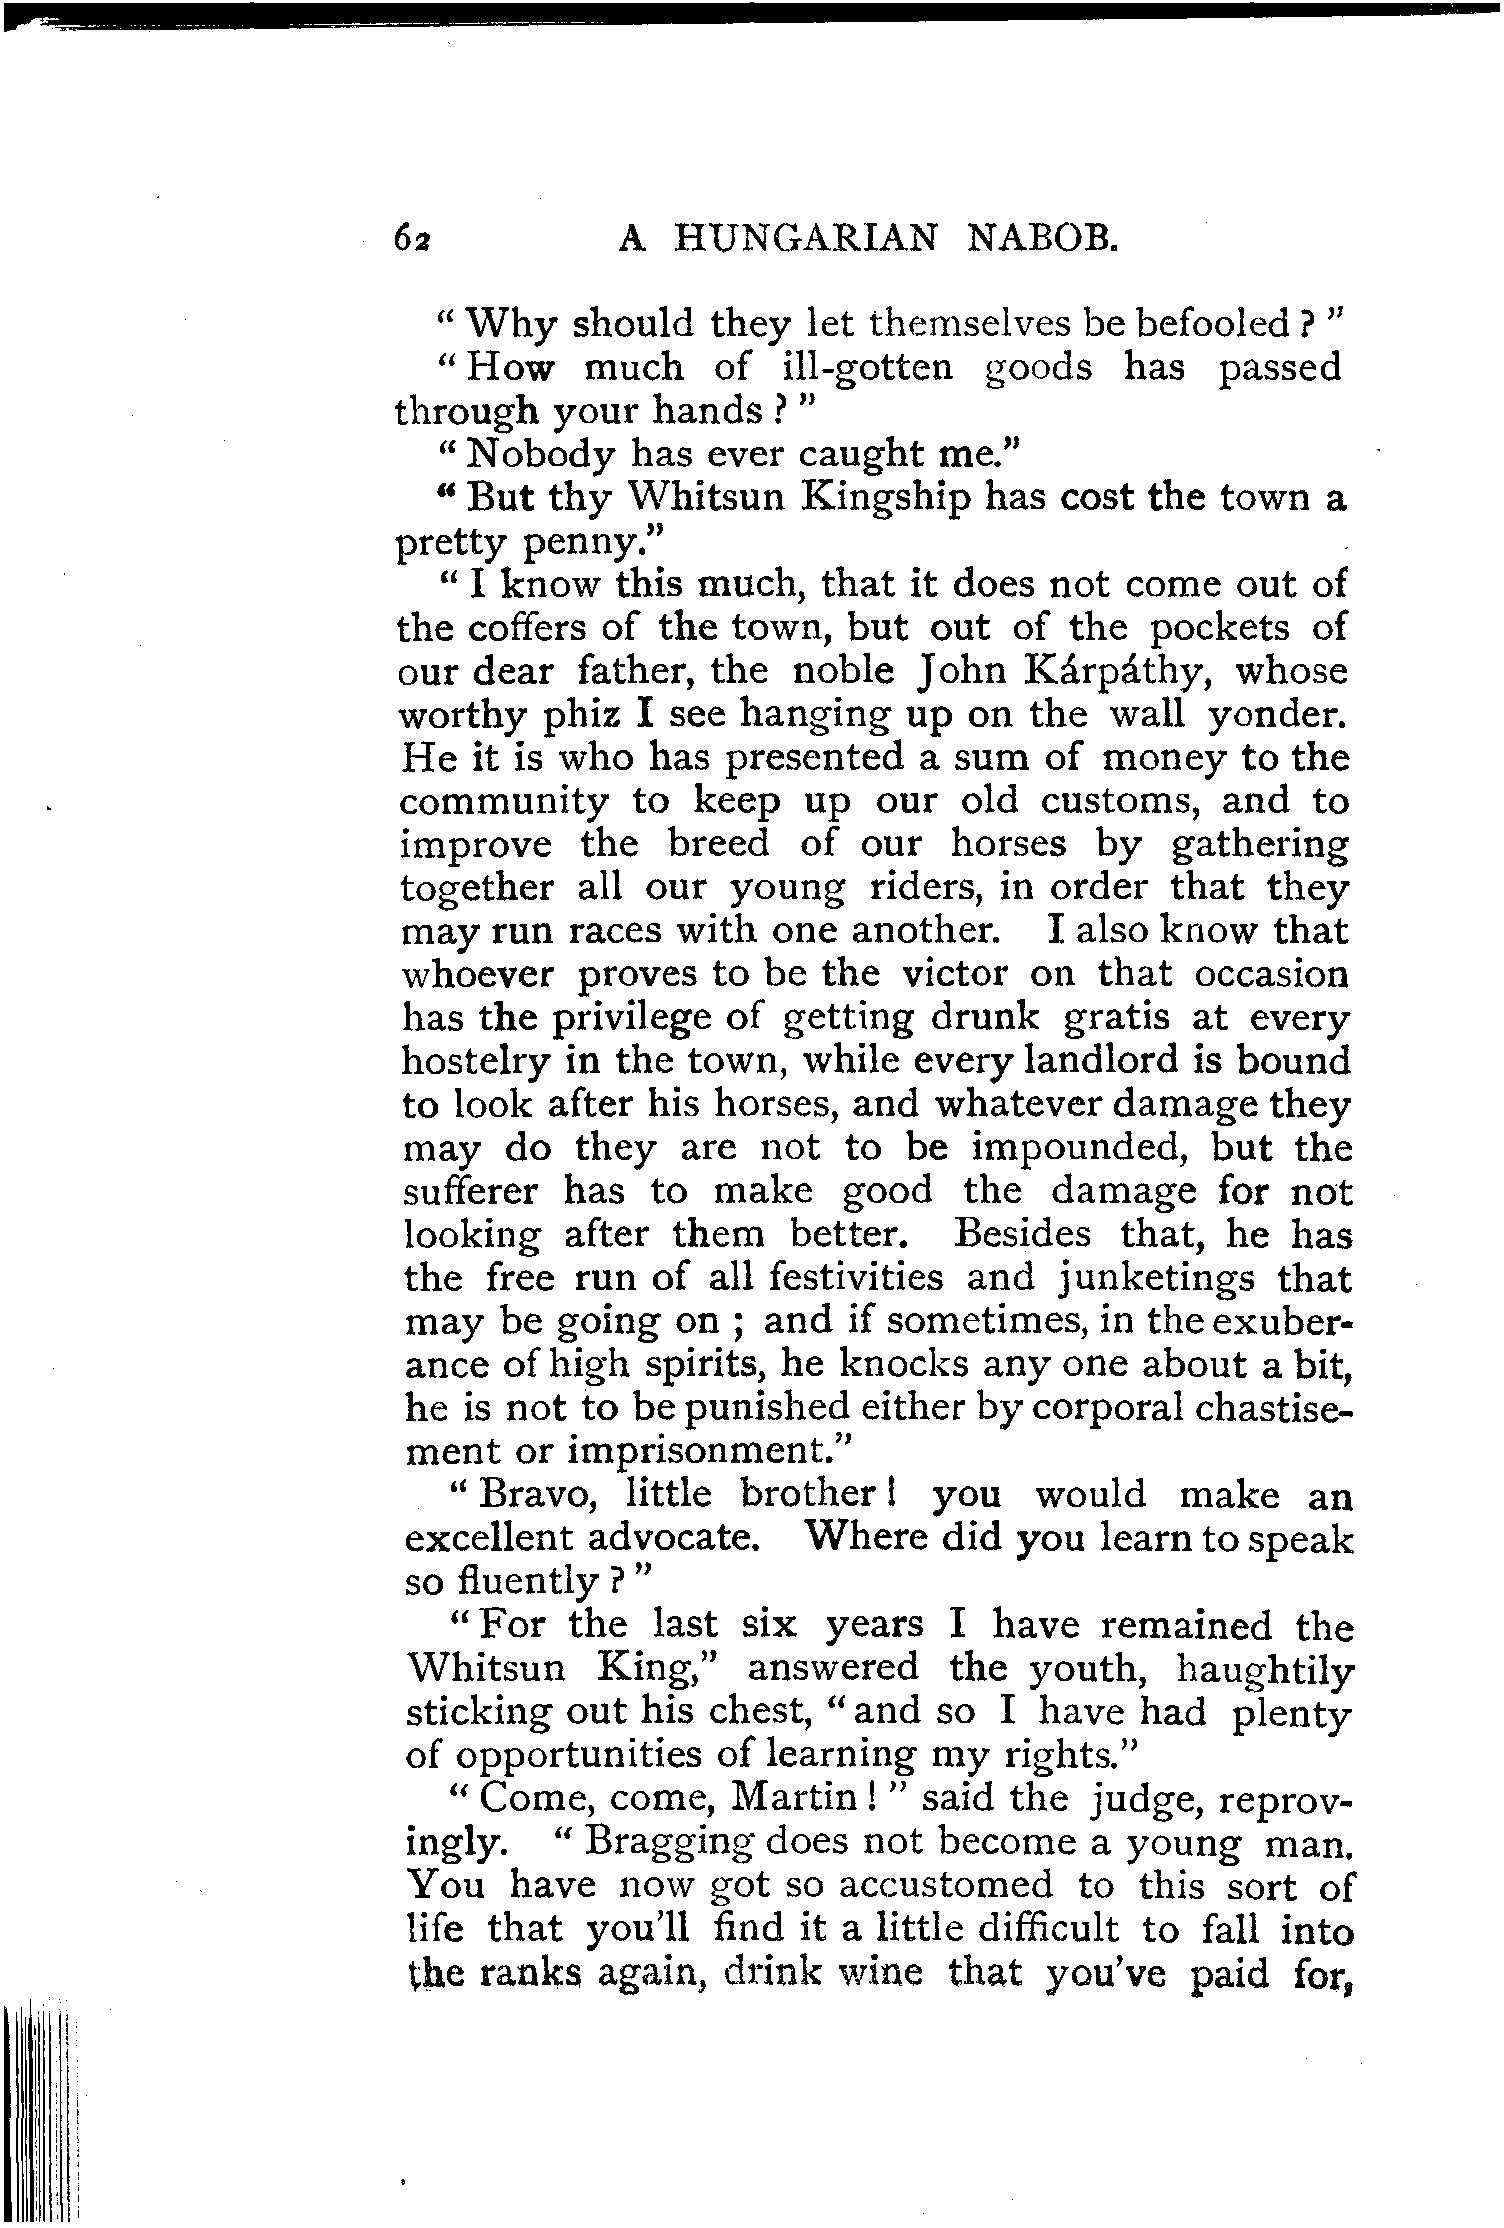 62 A HUNGARIAN NABOB.
“ Why should they let themselves be befooled ? ”
“ How much of ill-gotten goods has passed
through your hands ? ”
“ Nobody has ever caught me.”
“ But thy Whitsun Kingship has cost the town a
pretty penny.”
“ I know this much, that it does not come out of
the coffers of the town, but out of the pockets of
our dear father, the noble John Kárpáthy, whose
worthy phiz I see hanging up on the wall yonder.
He it is who has presented a sum of money to the
community to keep up our old customs, and to
improve the breed of our horses by gathering
together all our young riders, in order that they
may run races with one another. I also know that
whoever proves to be the victor on that occasion
has the privilege of getting drunk gratis at every
hostelry in the town, while every landlord is bound
to look after his horses, and whatever damage they
may do they are not to be impounded, but the
sufferer has to make good the damage for not
looking after them better. Besides that, he has
the free run of all festivities and junketings that
may be going on ; and if sometimes, in the exuber-
ance of high spirits, he knocks any one about a bit,
he is not to be punished either by corporal chastise-
ment or imprisonment.”
“ Bravo, little brother ! you would make an
excellent advocate. Where did you learn to speak
so fluently ? ”
“ For the last six years I have remained the
Whitsun King,” answered the youth, haughtily
sticking out his chest, “ and so I have had plenty
of opportunities of learning my rights.”
“ Come, come, Martin ! ” said the judge, reprov-
ingly. “ Bragging does not become a young man.
You have now got so accustomed to this sort of
life that you’ll find it a little difficult to fall into
the ranks again, drink wine that you’ve paid for,